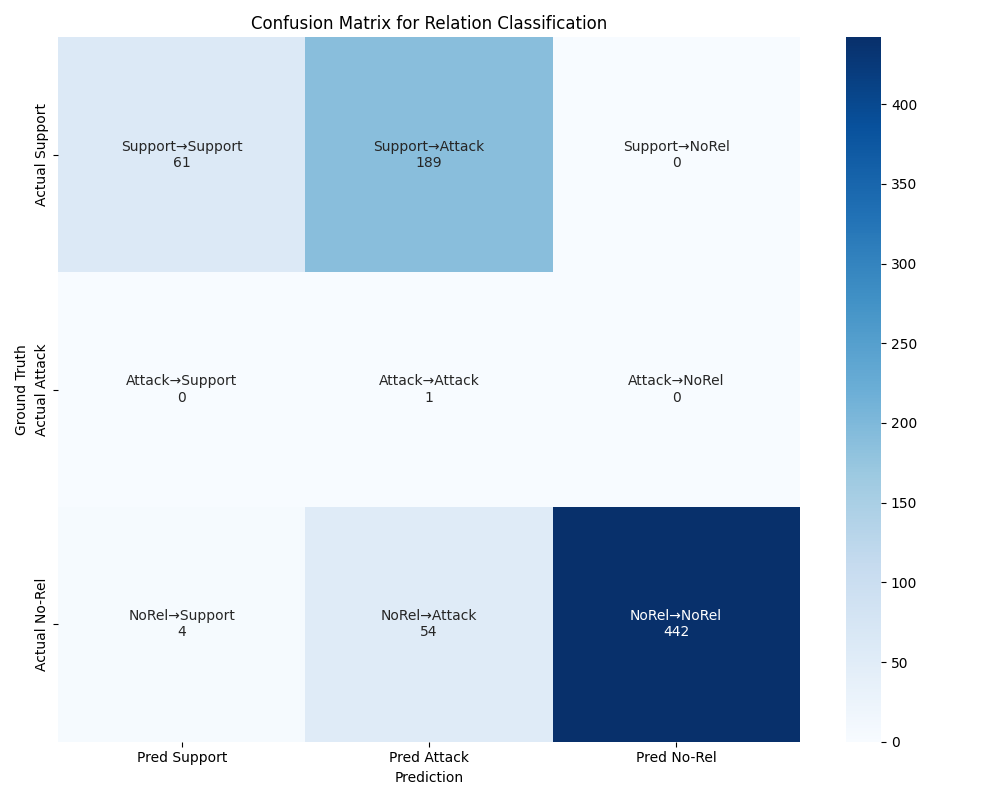 Confusion Matrix for Relation Classification
Ground Truth
Actual Support
Actual Attack
Actual No-Rel
Support→Support
61
Support→Attack
189
Support→NoRel
0
Attack→Support
0
Attack→Attack
1
Attack→NoRel
0
NoRel→Support
4
NoRel→Attack
54
NoRel→NoRel
442
Pred Support
Pred Attack
Pred No-Rel
Prediction
400
350
300
250
200
150
100
50
0